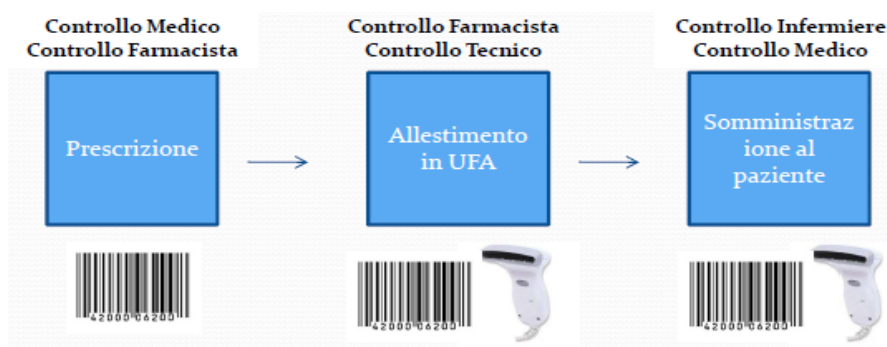 Controllo Medico
Controllo Farmacista
Controllo Farmacista
Controllo Tecnico
Controllo Infermiere
Controllo Medico
Prescrizione
Allestimento
in UFA
Somministraz
ione al
paziente
42000 06200
42000 06200
42000 06200